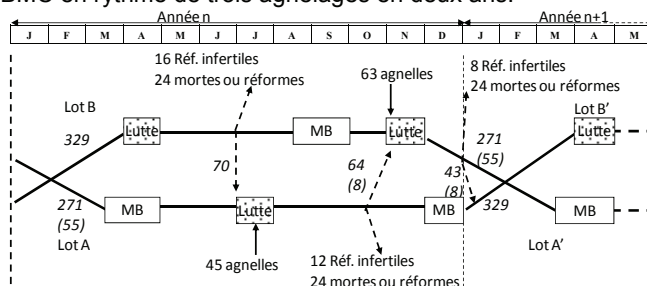 BMC en rythme de trois agnelages en deux ans.
Année n
Année n+1
J F M A M J J S O N D J F M A M
16 Réf. infertiles
24 mortes ou réformes
63 agnelles
8 Réf. infertiles
24 mortes ou réformes
Lot B
Lot B’
329
Lutte
MB
Lutte
271
(55)
Lutte
70
64
(8)
43
(8)
271
(55)
MB
Lutte
MB
329
MB
Lot A
Lot A’
45 agnelles
12 Réf. infertiles
24 mortes ou réformes